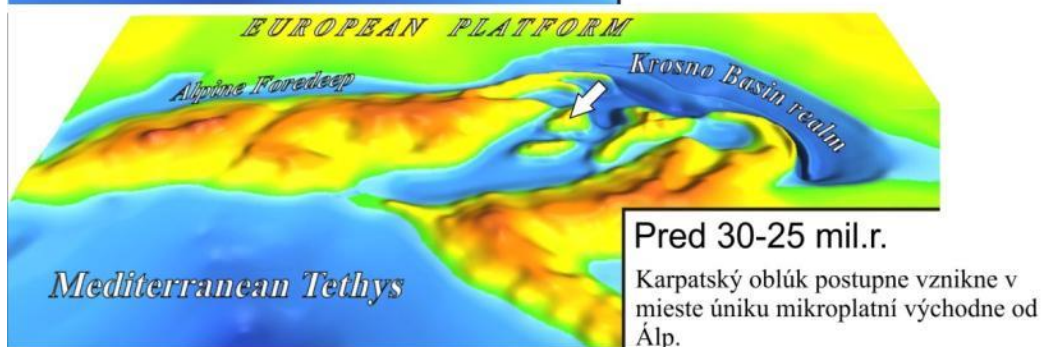 EUROPEAN PLATFORM
Alpine Foredeep
Krosno Basin realm
Mediterranean Tethys
Pred 30-25 mil.r.
Karpatský oblúk postupne vznikne v
mieste úniku mikroplatní východne od
Álp.